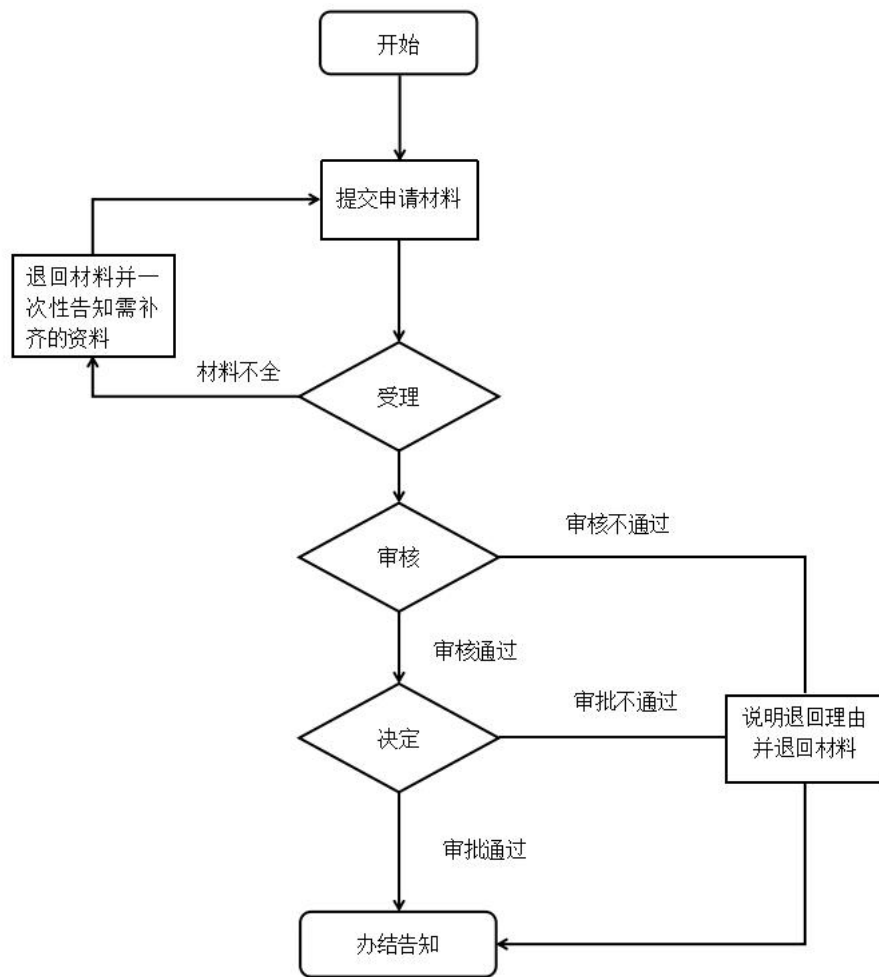 开始
提交申请材料
退回材料并一
次性告知需补
齐的资料
材料不全
受理
审核不通过
审核
审核通过
审批不通过
决定
说明退回理由
并退回材料
审批通过
办结告知